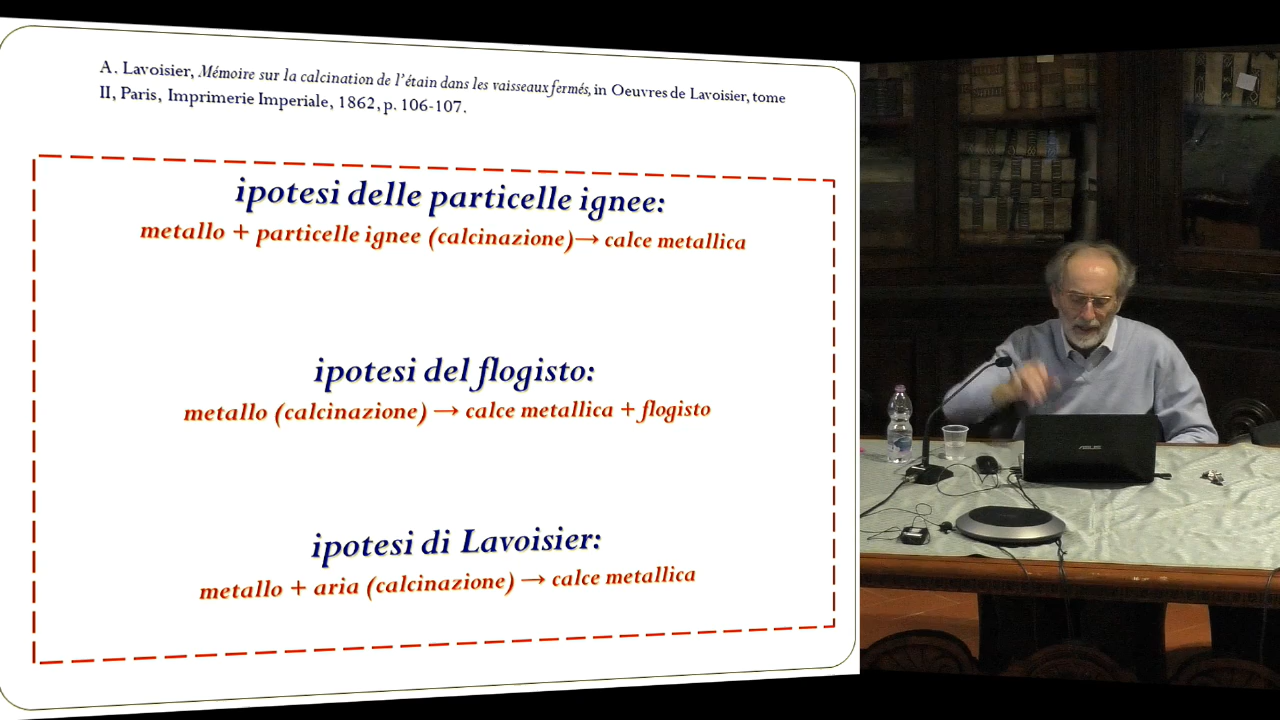 A. Lavoisier, Mémoire sur la calcination de l'étain dans les vaisseaux fermés, in Oeuvres de Lavoisier, tome
II, Paris, Imprimerie Imperiale, 1862, p. 106-107.
ipotesi delle particelle ignee:
metallo + particelle ignee (calcinazione)→ calce metallica
ipotesi del flogisto:
metallo (calcinazione) → calce metallica + flogisto
ipotesi di Lavoisier:
metallo + aria (calcinazione) → calce metallica
ASUS